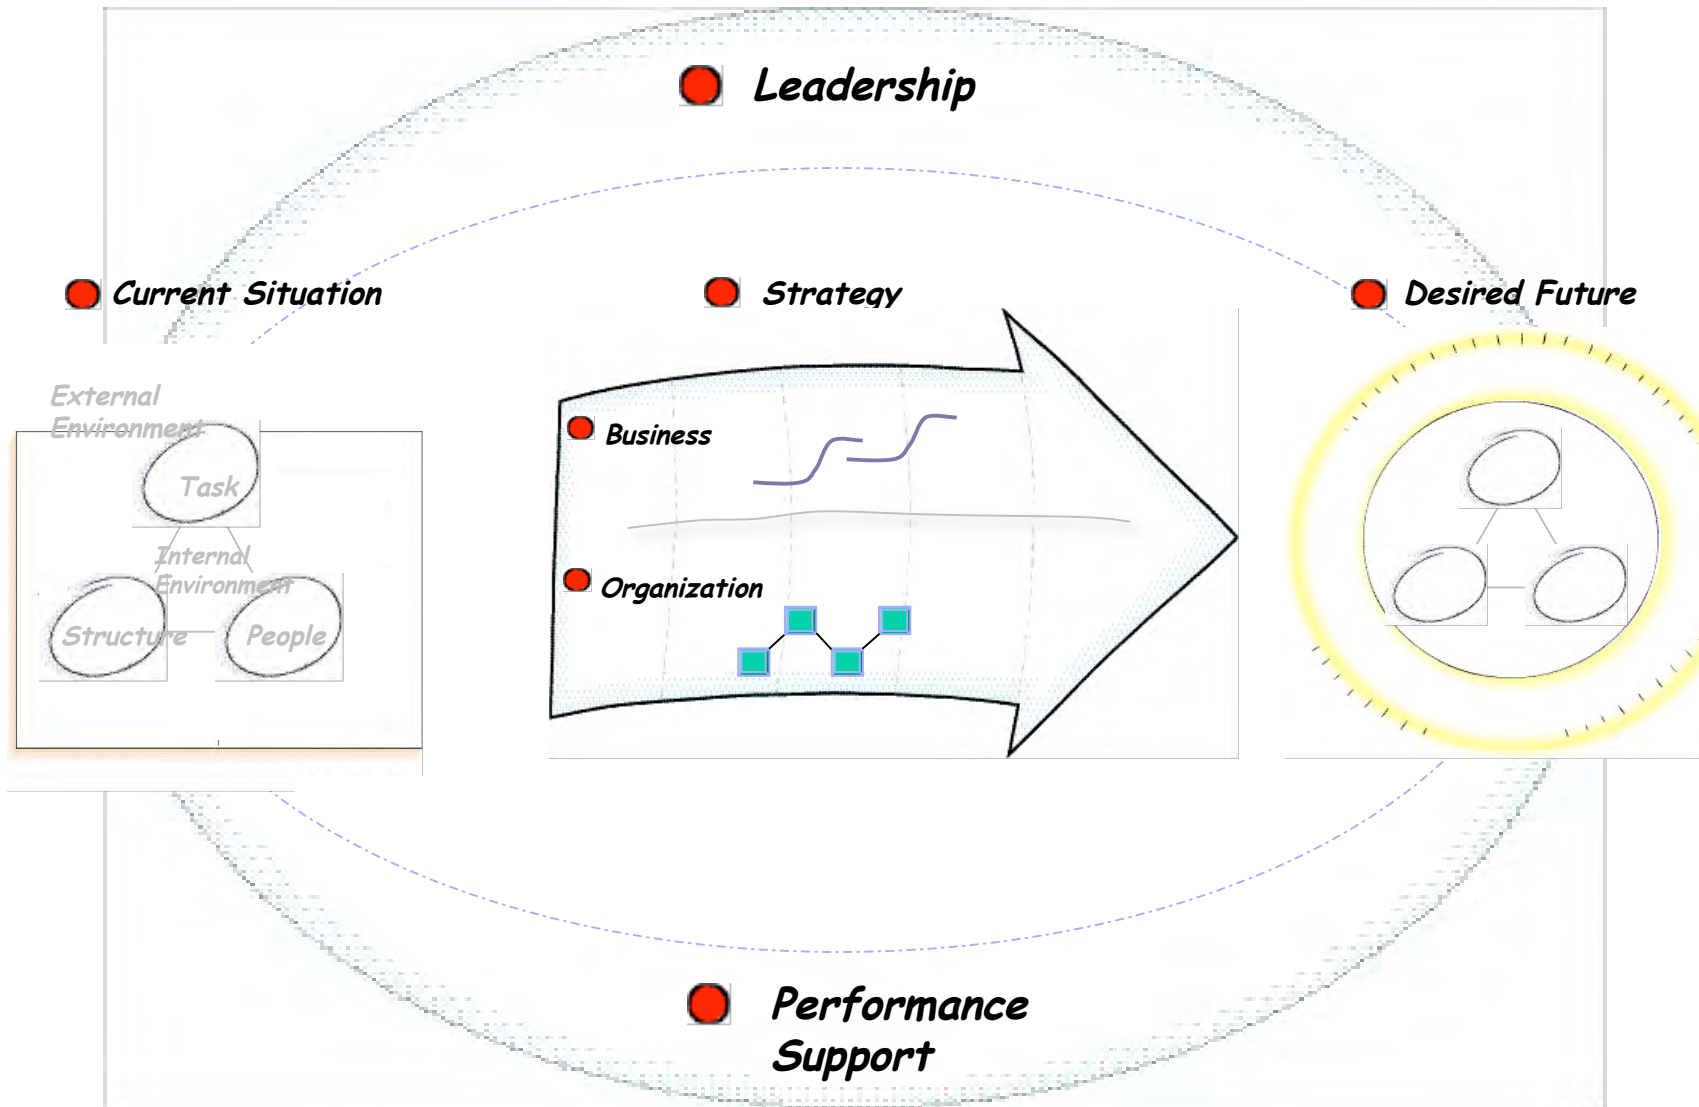 Leadership
Current Situation
Strategy
Desired Future
External
Environment
Task
Internal
Environment
Structure
People
Business
Organization
Performance
Support